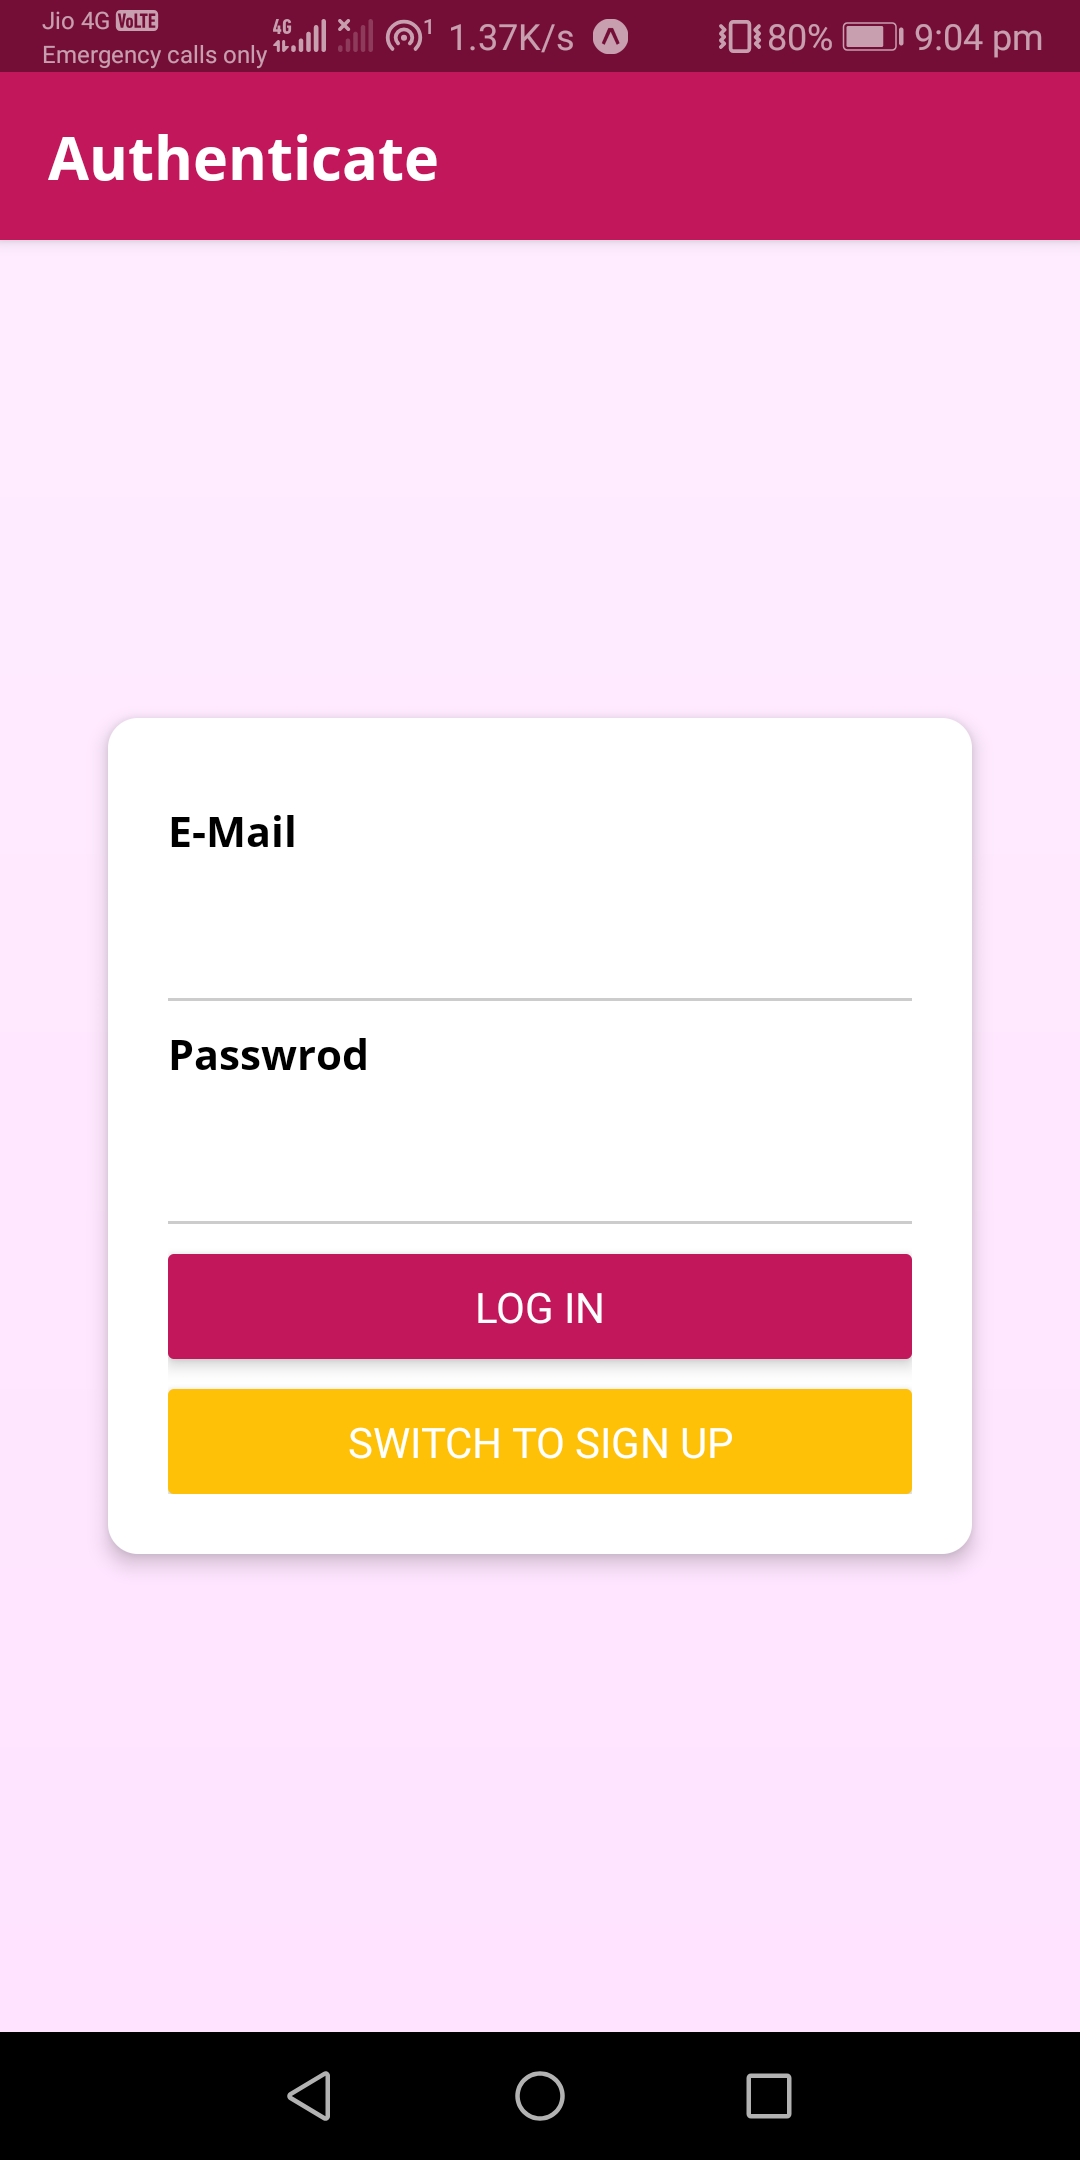 Jio 4G VoLTE
Emergency calls only 4G 1 1.37K/s 80% 9:04 pm
Authenticate
E-Mail
Passwrod
LOG IN
SWITCH TO SIGN UP